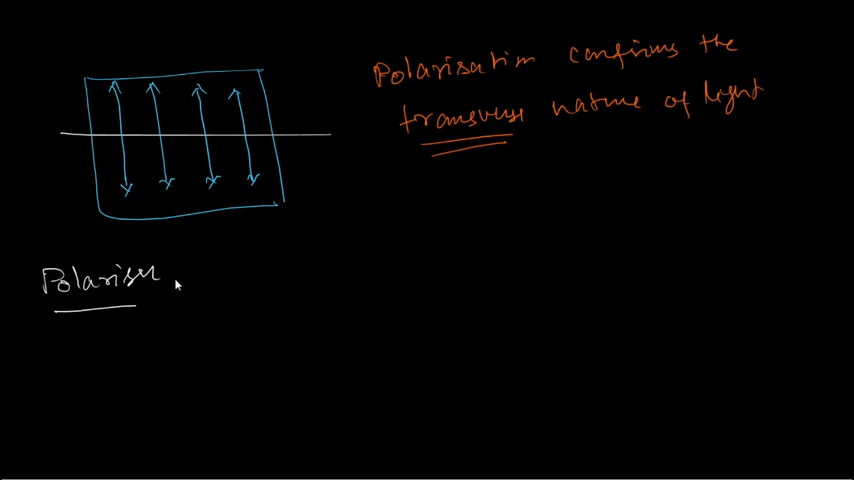 Polarisation confirms the
transverse nature of light
Polariser